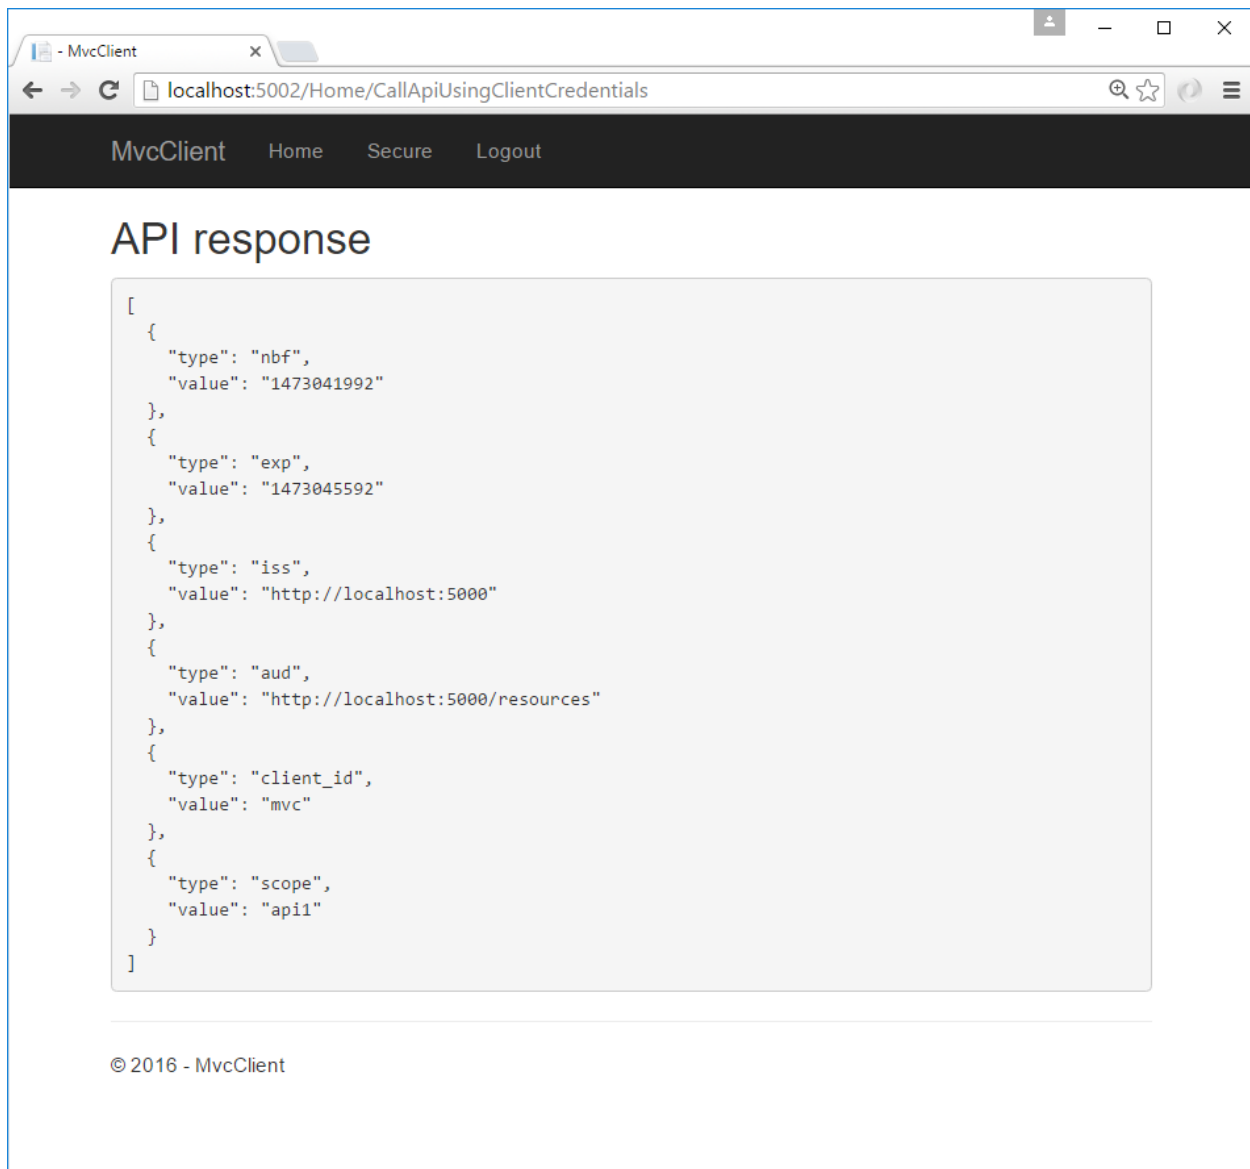 - MvcClient
localhost:5002/Home/CallApiUsingClientCredentials
MvcClient Home Secure Logout
API response
[
  {
    "type": "nbf",
    "value": "1473041992"
  },
  {
    "type": "exp",
    "value": "1473045592"
  },
  {
    "type": "iss",
    "value": "http://localhost:5000"
  },
  {
    "type": "aud",
    "value": "http://localhost:5000/resources"
  },
  {
    "type": "client_id",
    "value": "mvc"
  },
  {
    "type": "scope",
    "value": "api1"
  }
]
© 2016 - MvcClient